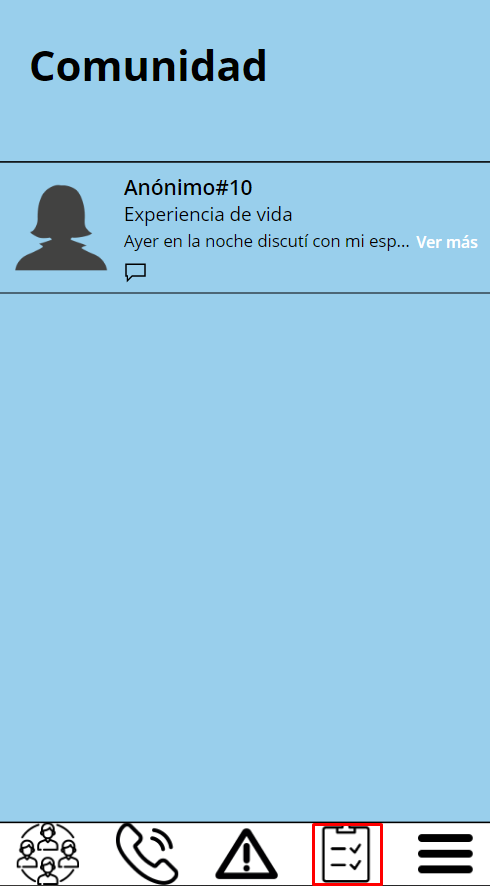 Comunidad
Anónimo#10
Experiencia de vida
Ayer en la noche discutí con mi esp... Ver más